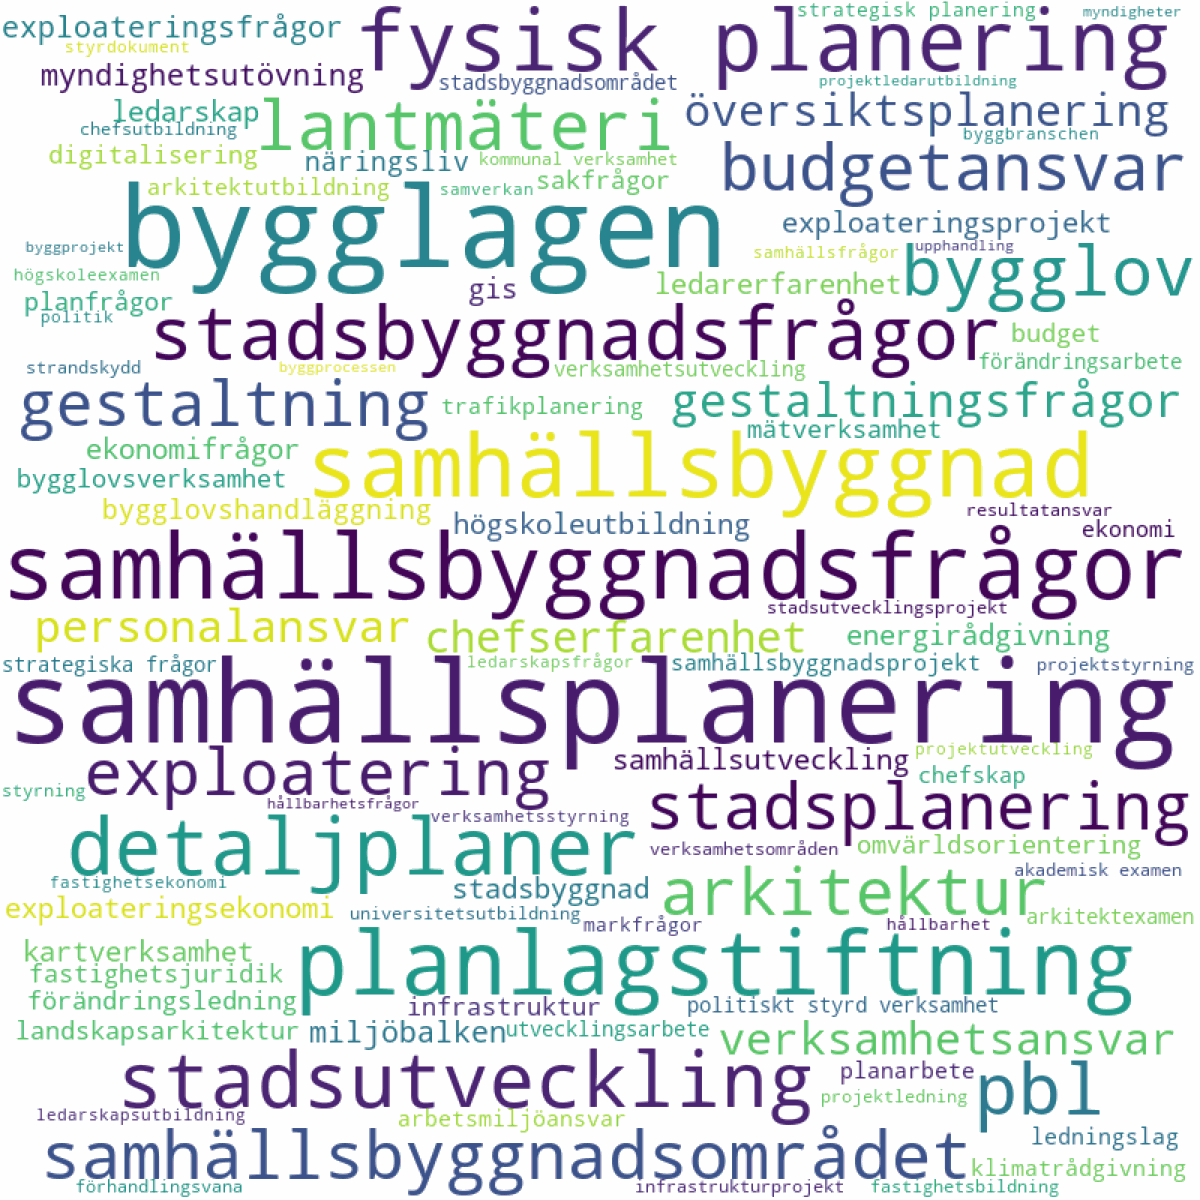 exploateringsfrågor
fysisk planering
strategisk planering
myndigheter
styrdokument
myndighetsutövning
stadsbyggnadsområdet
projektledarutbildning
ledarskap
lantmäteri
översiktsplanering
chefsutbildning
byggbranschen
digitalisering
näringsliv
kommunal verksamhet
budgetansvar
arkitektutbildning
samverkan
sakfrågor
bygglagen
exploateringsprojekt
byggprojekt
samhällsfrågor
upphandling
högskoleexamen
gis
ledarerfarenhet
bygglov
planfrågor
politik
stadsbyggnadsfrågor
budget
strandskydd
byggprocessen
verksamhetsutveckling
förändringsarbete
gestaltning
trafikplanering
gestaltningsfrågor
mätverksamhet
ekonomifrågor
samhällsbyggnad
bygglovsverksamhet
bygglovshandläggning
högskoleutbildning
resultatansvar
ekonomi
samhällsbyggnadsfrågor
stadsutvecklingsprojekt
personalansvar
chefserfarenhet
energirådgivning
strategiska frågor
ledarskapsfrågor
samhällsbyggnadsprojekt
projektstyrning
samhällsplanering
exploatering
samhällsutveckling
projektutveckling
chefskap
styrning
hållbarhetsfrågor
verksamhetsstyrning
stadsplanering
detaljplaner
verksamhetsområden
omvärldsorientering
fastighetsekonomi
stadsbyggnad
arkitektur
akademisk examen
exploateringsekonomi
universitetsutbildning
markfrågor
hållbarhet
arkitektexamen
kartverksamhet
planlagstiftning
fastighetsjuridik
förändringsledning
infrastruktur
politiskt styrd verksamhet
landskapsarkitektur
miljöbalken
utvecklingsarbete
verksamhetsansvar
stadsutveckling
planarbete
pbl
projektledning
ledarskapsutbildning
arbetsmiljöansvar
samhällsbyggnadsområdet
ledningslag
klimatrådgivning
förhandlingsvana
infrastrukturprojekt
fastighetsbildning